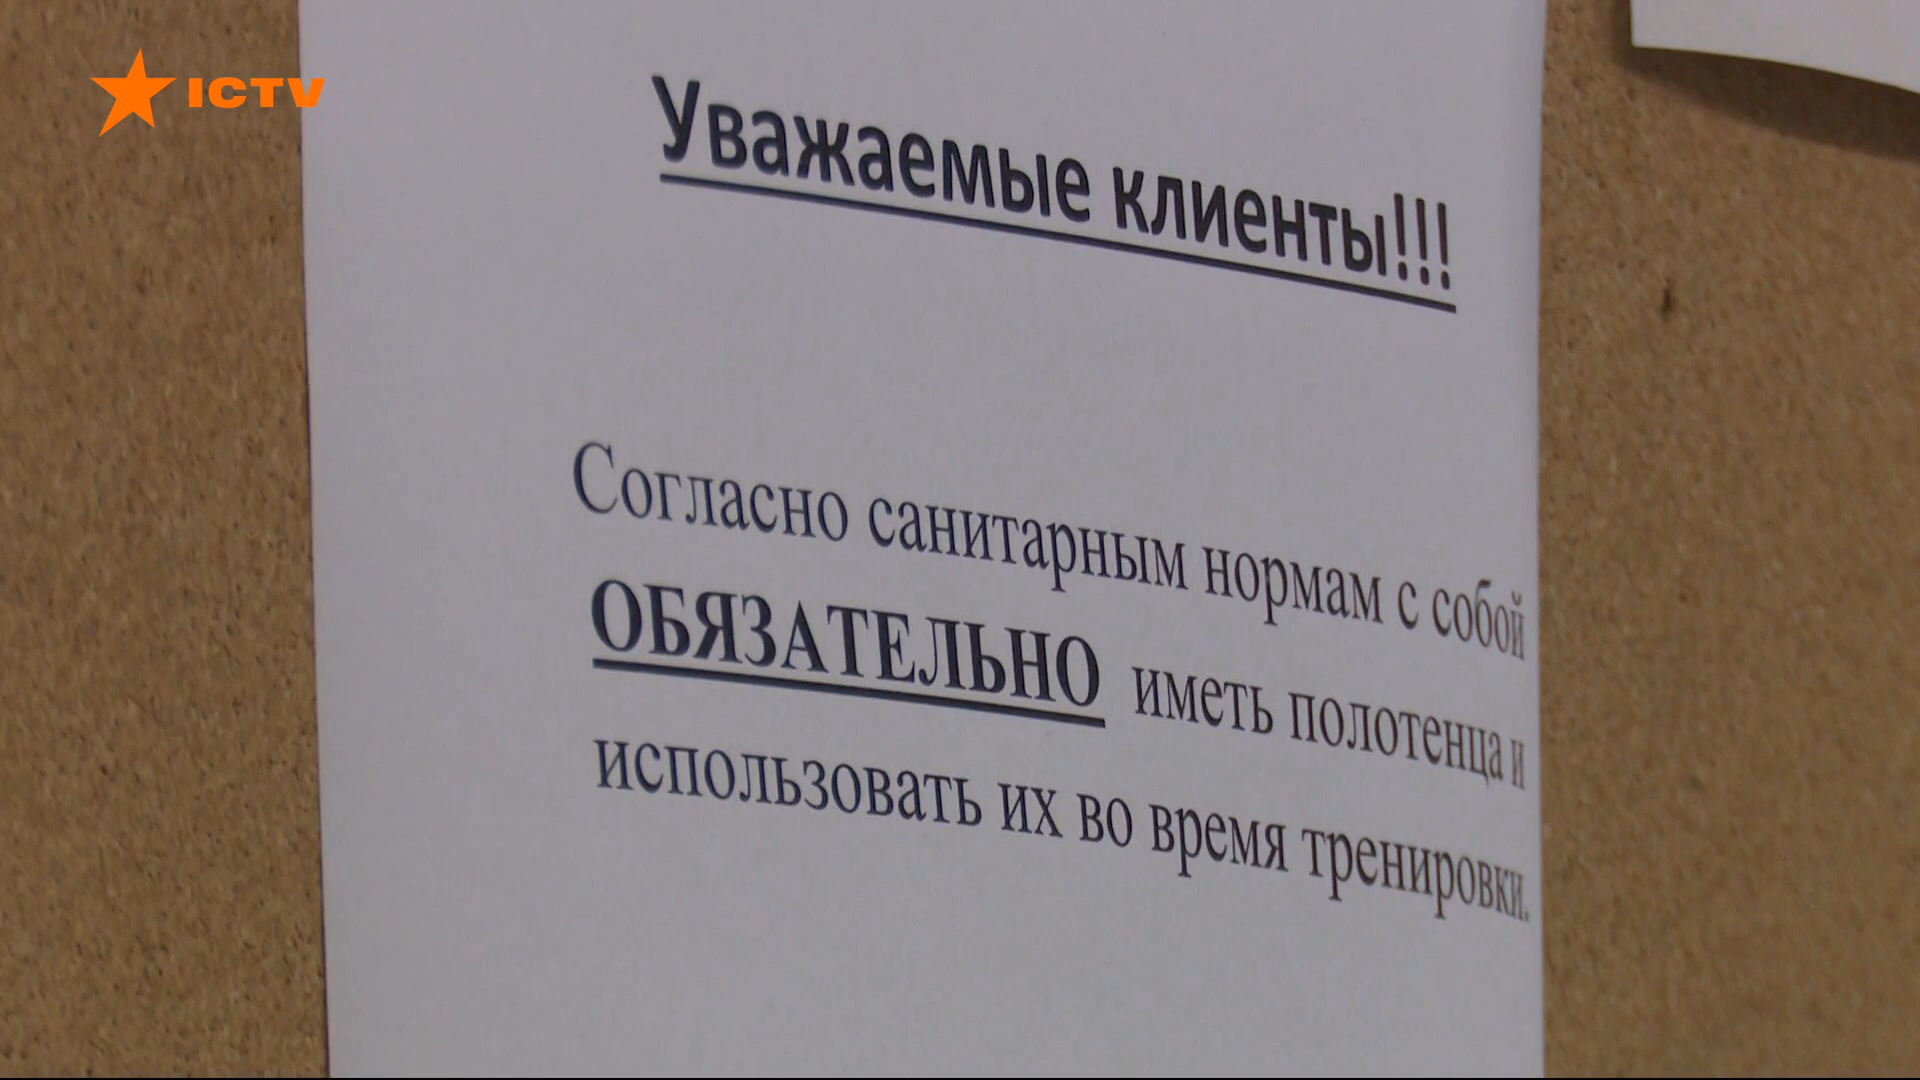 ICTV
Уважаемые клиенты!!!
Согласно санитарным нормам с собой
ОБЯЗАТЕЛЬНО иметь полотенца и
использовать их во время тренировки.